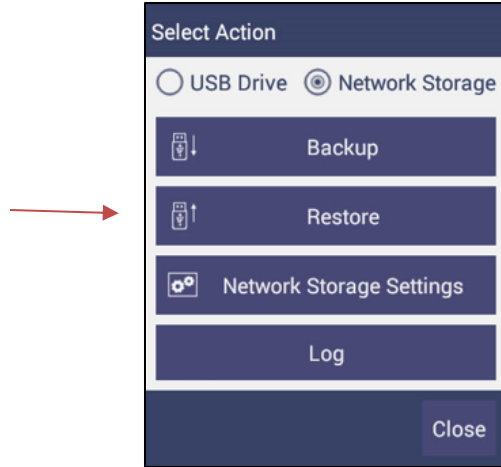 Select Action
USB Drive Network Storage
Backup
Restore
Network Storage Settings
Log
Close